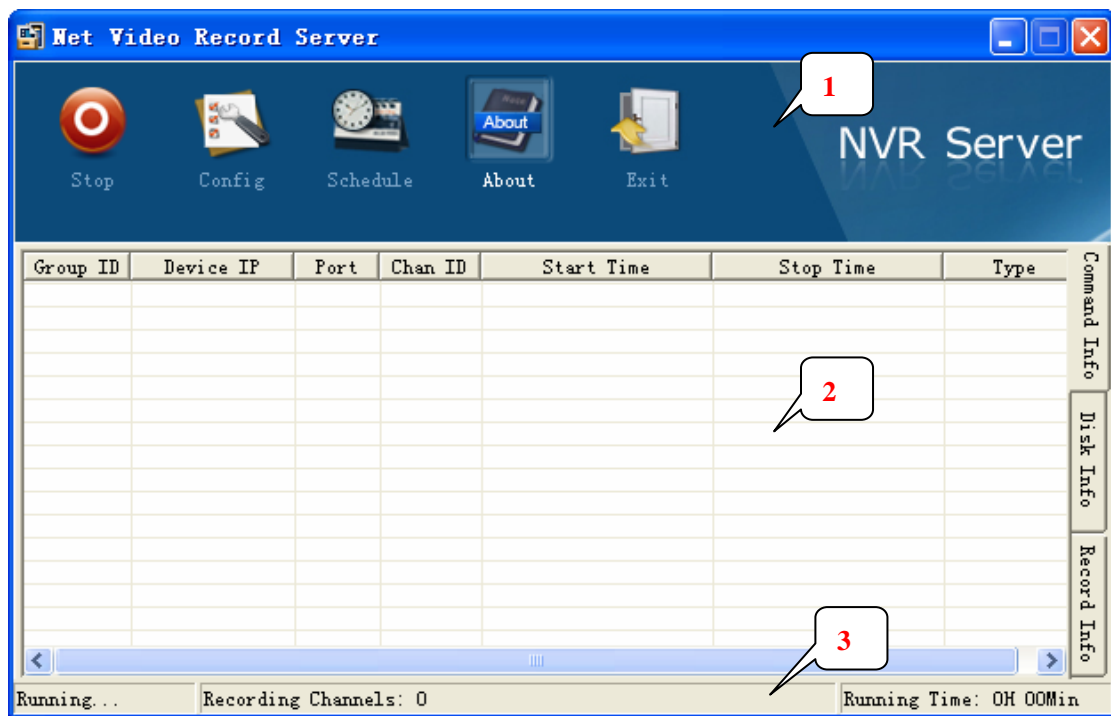 Net Video Record Server
1
NVR Server
Note
About
Stop
Config
Schedule
About
Exit
Group ID
Device IP
Port
Chan ID
Start Time
Stop Time
Type
Command Info
Disk Info
Record Info
2
3
Running...
Recording Channels: 0
Running Time: 0H 00Min